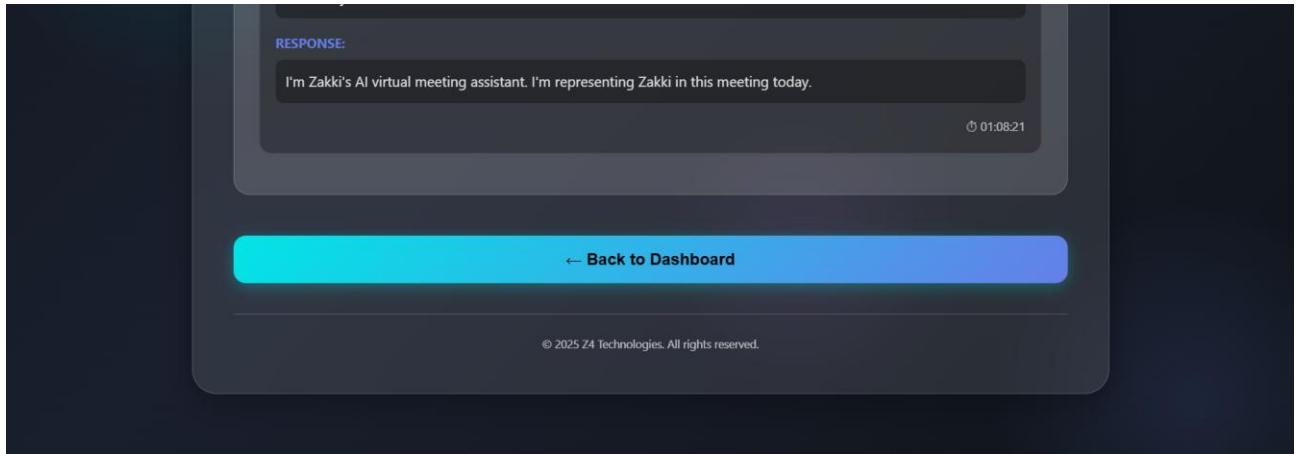 RESPONSE:
I'm Zakki's AI virtual meeting assistant. I'm representing Zakki in this meeting today.
⏱ 01:08:21
← Back to Dashboard
© 2025 Z4 Technologies. All rights reserved.